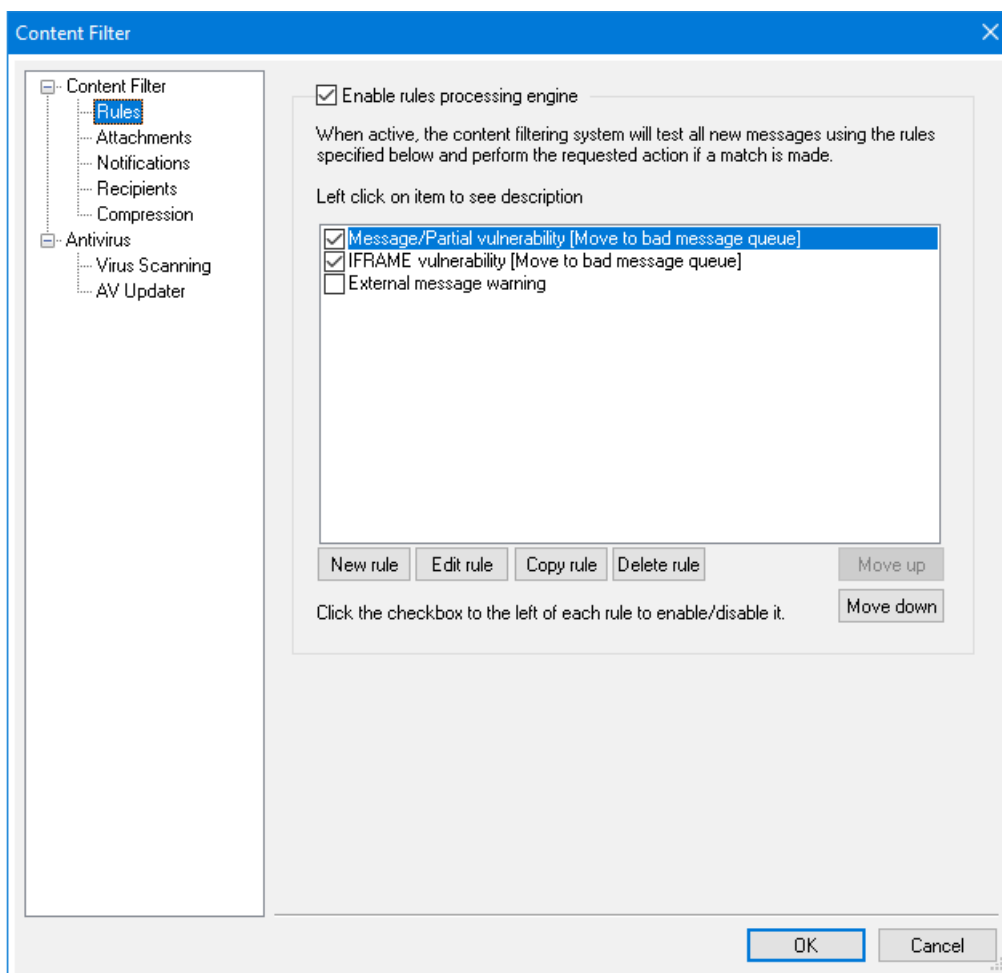 Content Filter
Content Filter
Rules
Attachments
Notifications
Recipients
Compression
Antivirus
Virus Scanning
AV Updater
Enable rules processing engine
When active, the content filtering system will test all new messages using the rules
specified below and perform the requested action if a match is made.
Left click on item to see description
Message/Partial vulnerability [Move to bad message queue]
IFRAME vulnerability [Move to bad message queue]
External message warning
New rule
Edit rule
Copy rule
Delete rule
Move up
Click the checkbox to the left of each rule to enable/disable it.
Move down
OK
Cancel